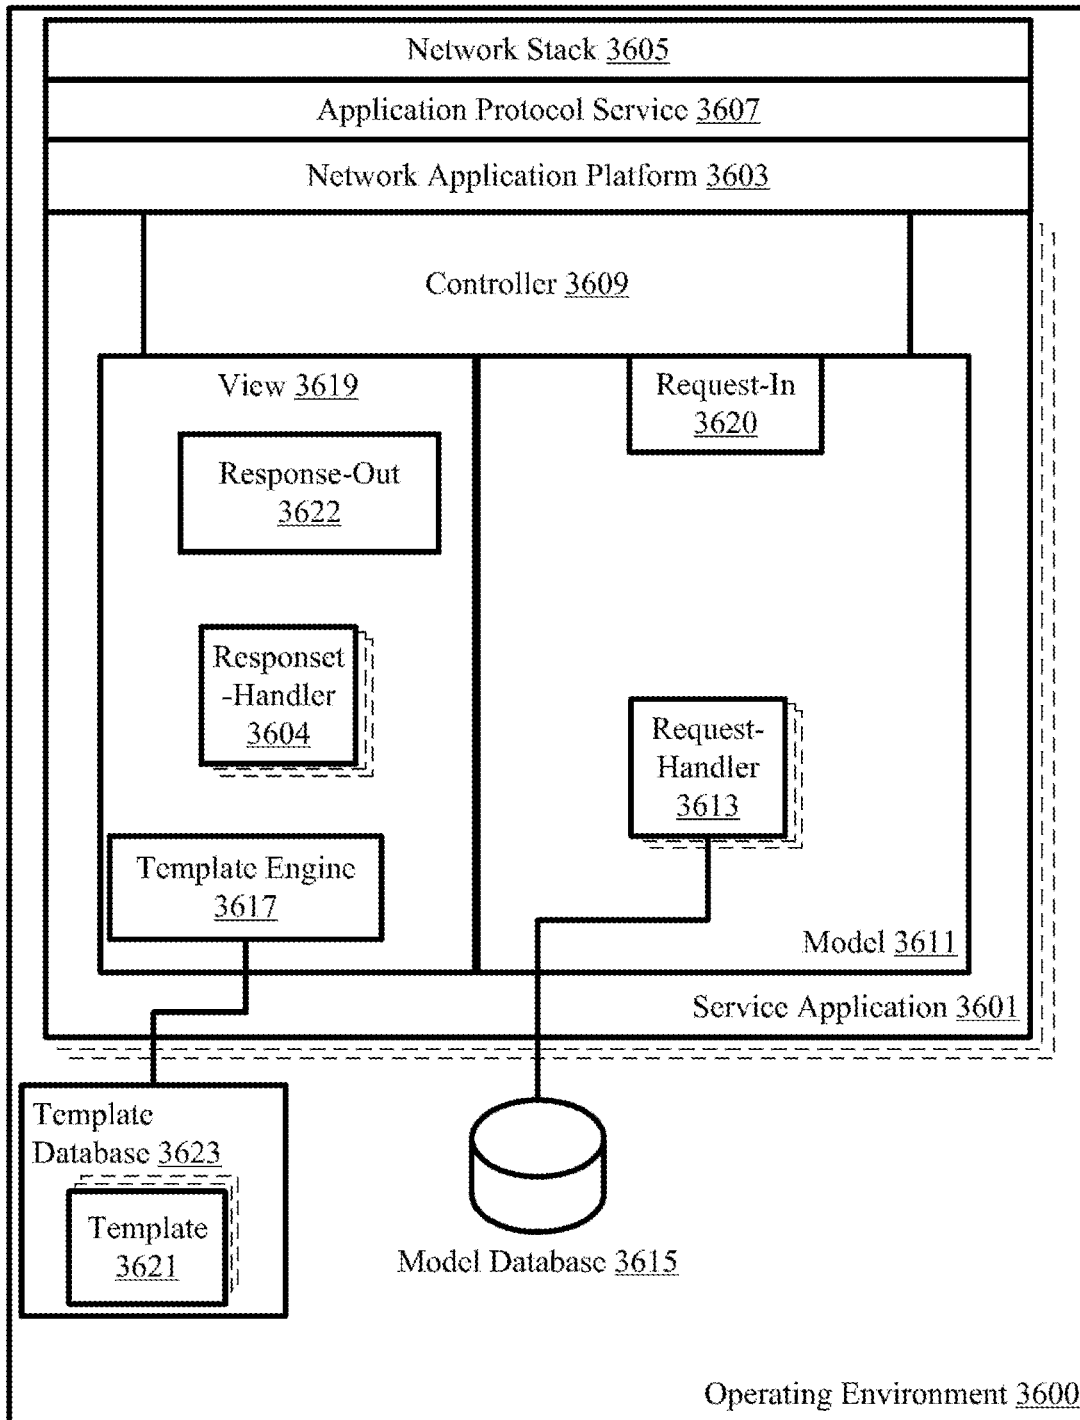 Network Stack 3605
Application Protocol Service 3607
Network Application Platform 3603
Controller 3609
View 3619
Request-In
3620
Response-Out
3622
Responset
-Handler
3604
Request-
Handler
3613
Template Engine
3617
Model 3611
Service Application 3601
Template
Database 3623
Template
3621
Model Database 3615
Operating Environment 3600